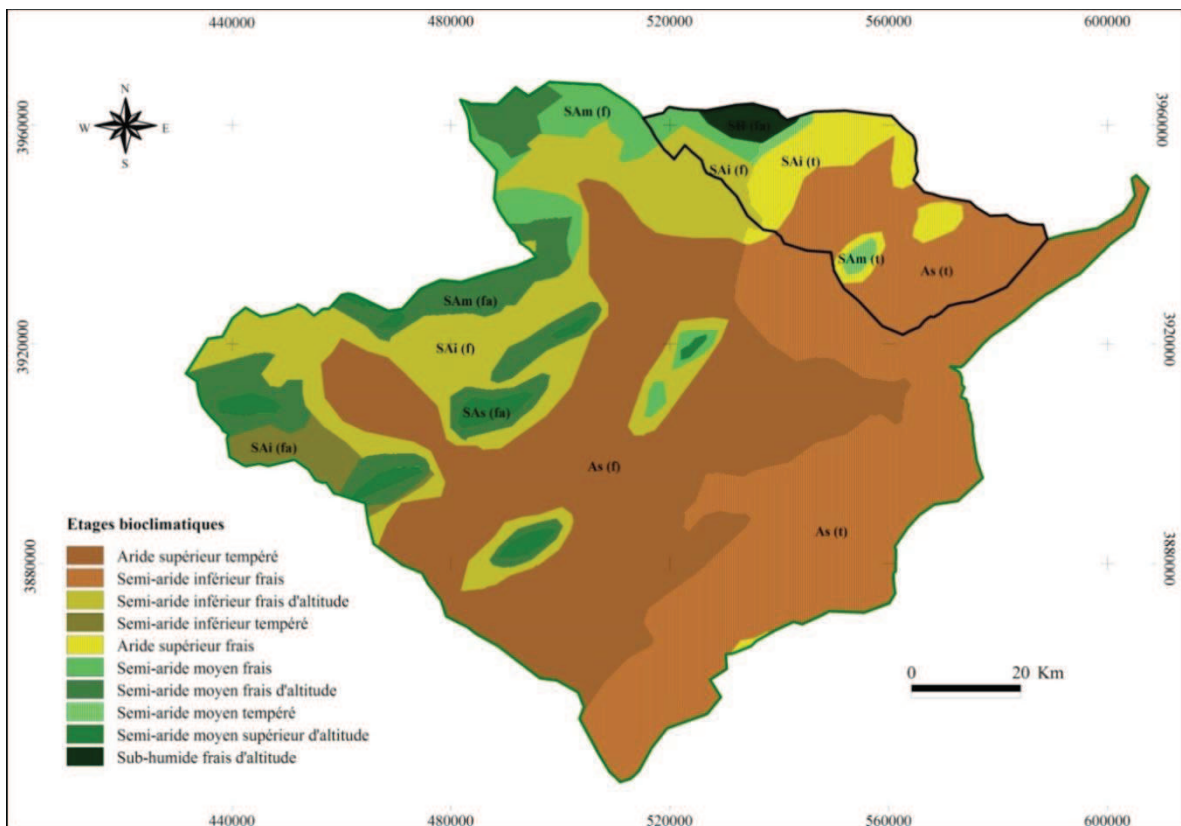 440000 480000 520000 560000 600000
N
W E
S
3960000 3960000
SAm (f)
SH (fa)
SAi (f)
SAi (t)
SAm (t)
As (t)
SAm (fa)
3920000 3920000
SAi (f)
SAs (fa)
SAi (fa)
As (f)
As (t)
3880000 3880000
Etages bioclimatiques
Aride supérieur tempéré
Semi-aride inférieur frais
Semi-aride inférieur frais d'altitude
Semi-aride inférieur tempéré
Aride supérieur frais
Semi-aride moyen frais
Semi-aride moyen frais d'altitude
Semi-aride moyen tempéré
Semi-aride moyen supérieur d'altitude
Sub-humide frais d'altitude
0 20 Km
440000 480000 520000 560000 600000